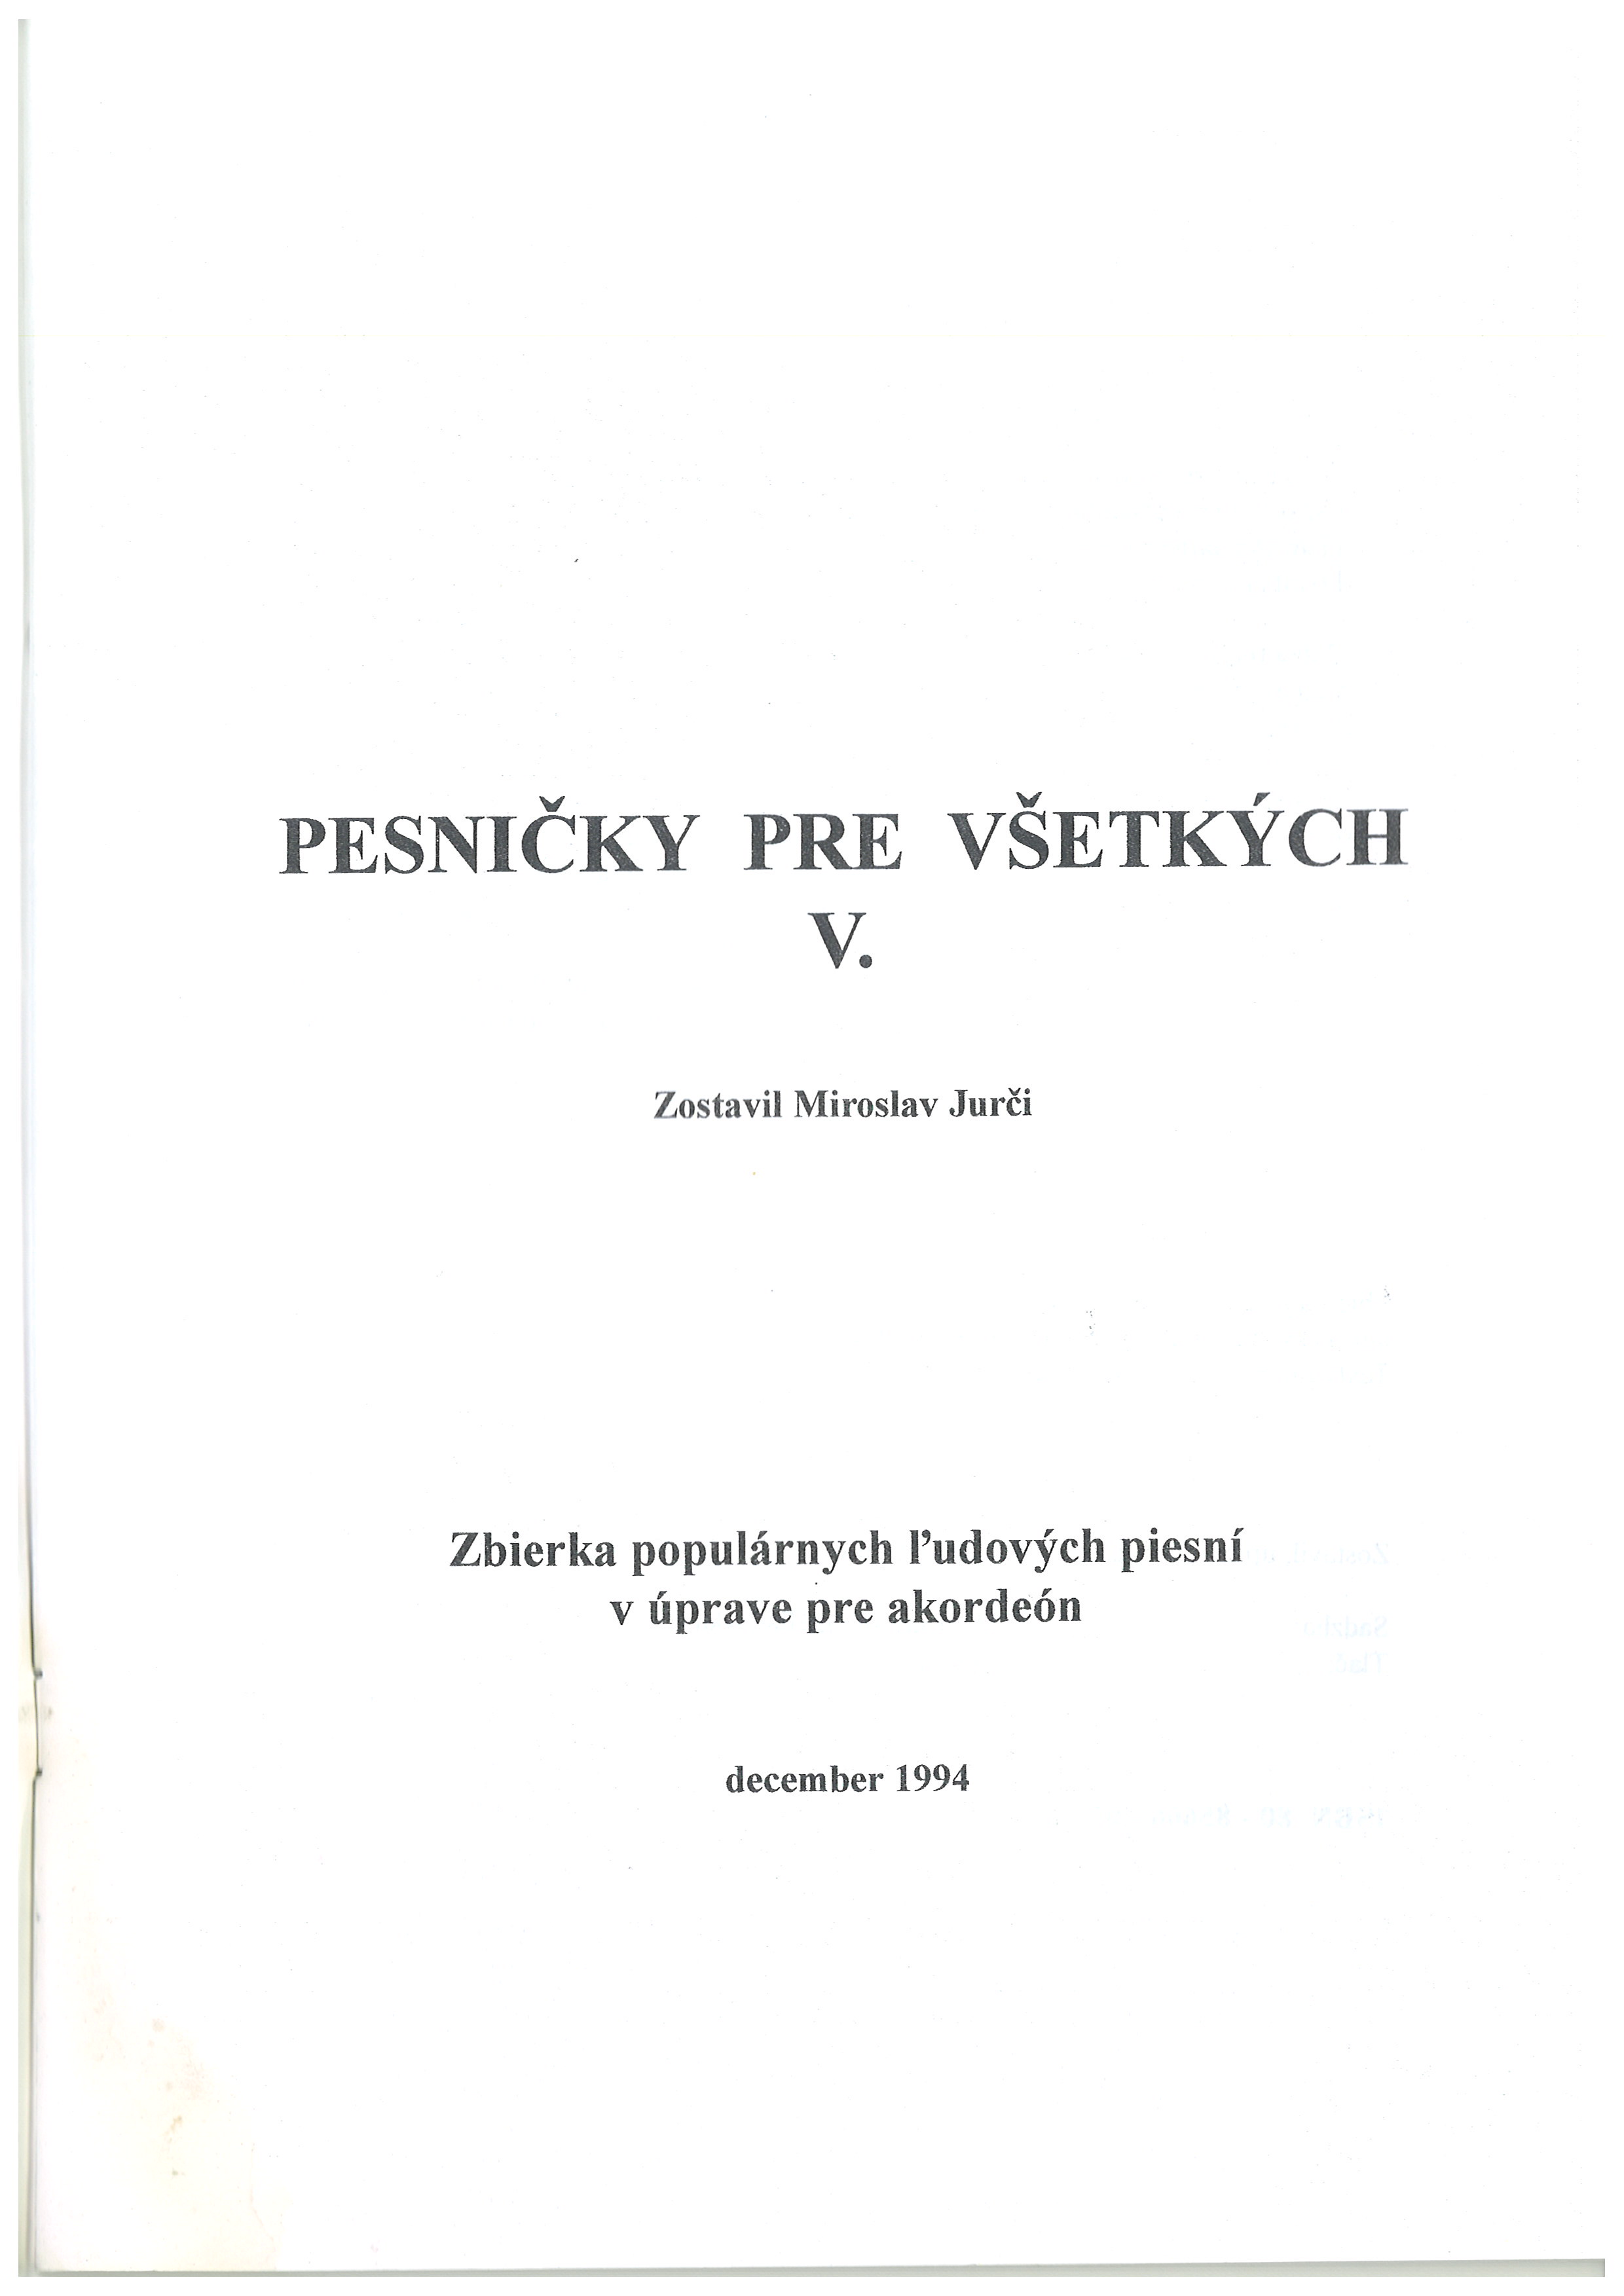 PESNIČKY PRE VŠETKÝCH
V.
Zostavil Miroslav Jurči
Zbierka populárnych ľudových piesní
v úprave pre akordeón
december 1994